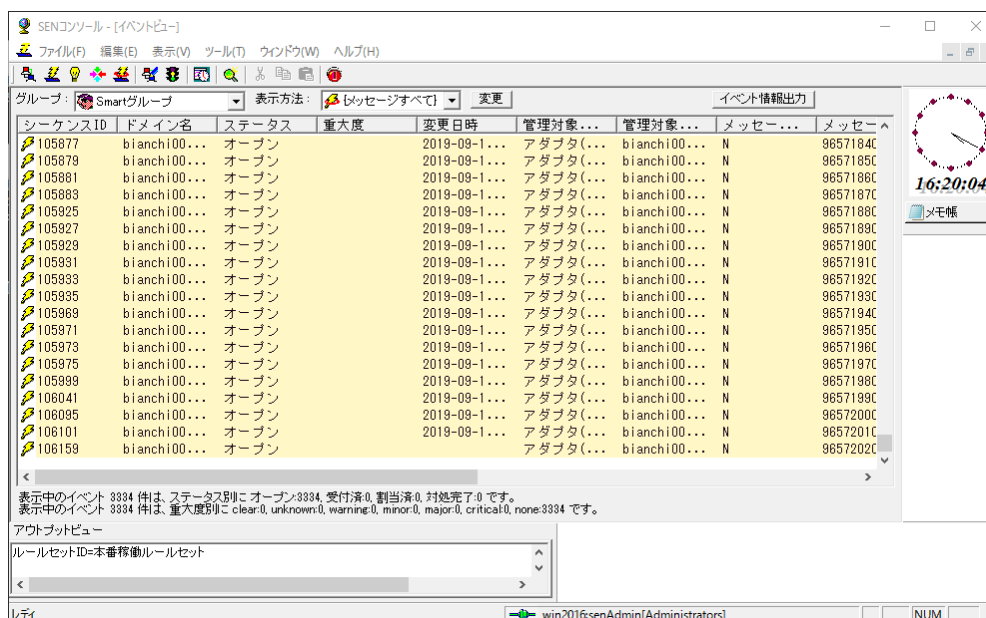 SENコンソール - [イベントビュー]
ファイル(F) 編集(E) 表示(V) ツール(T) ウィンドウ(W) ヘルプ(H)
グループ: Smartグループ 表示方法: {メッセージすべて} 変更 イベント情報出力
シーケンスID ドメイン名 ステータス 重大度 変更日時 管理対象... 管理対象... メッセー... メッセー
105877 bianchi00... オープン 2019-09-1... アダプタ(... bianchi00... N 96571840
105879 bianchi00... オープン 2019-09-1... アダプタ(... bianchi00... N 96571850
105881 bianchi00... オープン 2019-09-1... アダプタ(... bianchi00... N 96571860
105883 bianchi00... オープン 2019-09-1... アダプタ(... bianchi00... N 96571870
105925 bianchi00... オープン 2019-09-1... アダプタ(... bianchi00... N 96571880
105927 bianchi00... オープン 2019-09-1... アダプタ(... bianchi00... N 96571890
105929 bianchi00... オープン 2019-09-1... アダプタ(... bianchi00... N 96571900
105931 bianchi00... オープン 2019-09-1... アダプタ(... bianchi00... N 96571910
105933 bianchi00... オープン 2019-09-1... アダプタ(... bianchi00... N 96571920
105935 bianchi00... オープン 2019-09-1... アダプタ(... bianchi00... N 96571930
105969 bianchi00... オープン 2019-09-1... アダプタ(... bianchi00... N 96571940
105971 bianchi00... オープン 2019-09-1... アダプタ(... bianchi00... N 96571950
105973 bianchi00... オープン 2019-09-1... アダプタ(... bianchi00... N 96571960
105975 bianchi00... オープン 2019-09-1... アダプタ(... bianchi00... N 96571970
105999 bianchi00... オープン 2019-09-1... アダプタ(... bianchi00... N 96571980
106041 bianchi00... オープン 2019-09-1... アダプタ(... bianchi00... N 96571990
106095 bianchi00... オープン 2019-09-1... アダプタ(... bianchi00... N 96572000
106101 bianchi00... オープン 2019-09-1... アダプタ(... bianchi00... N 96572010
106159 bianchi00... オープン アダプタ(... bianchi00... N 96572020
16:20:04
メモ帳
表示中のイベント 3334 件は、ステータス別に オープン:3334, 受付済:0, 割当済:0, 対処完了:0 です。
表示中のイベント 3334 件は、重大度別に clear:0, unknown:0, warning:0, minor:0, major:0, critical:0, none:3334 です。
アウトプットビュー
ルールセットID=本番稼働ルールセット
レディ win2016:senAdmin[Administrators] NUM